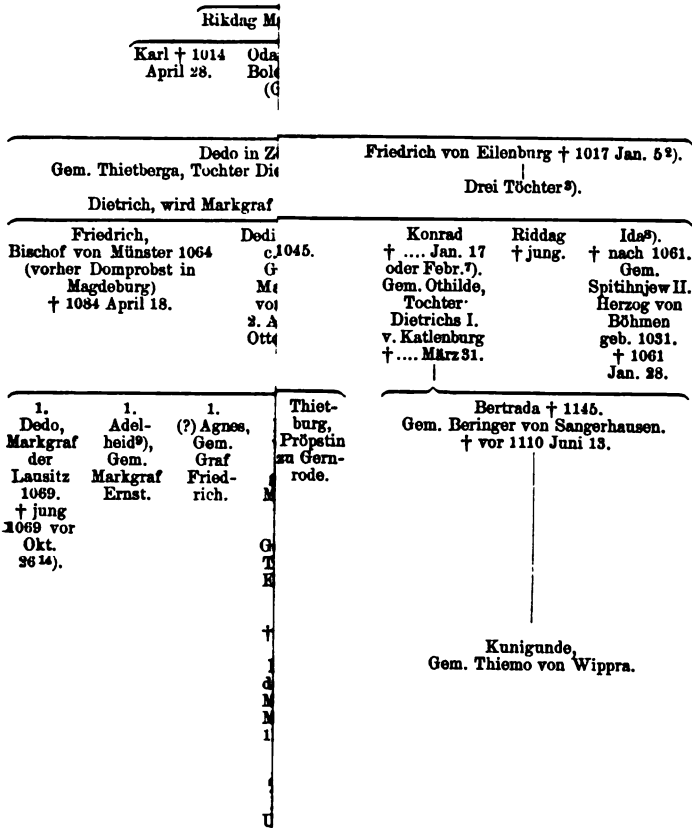 Rikdag
Karl † 1014
April 28.
Oda
Dedo in
Gem. Thietberga, Tochter
Dietrich, wird Markgraf
Friedrich von Eilenburg † 1017 Jan. 5²).
Drei Töchter³).
Friedrich,
Bischof von Münster 1064
(vorher Domprobst in
Magdeburg)
† 1084 April 18.
Dedi
c.
2.
1045.
Konrad
† .... Jan. 17
oder Febr.⁷).
Gem. Othilde,
Tochter
Dietrichs I.
v. Katlenburg
† .... März 31.
Riddag
† jung.
Ida⁸).
† nach 1061.
Gem.
Spitihnjew II.
Herzog von
Böhmen
geb. 1031.
† 1061
Jan. 28.
1.
Dedo,
Markgraf
der
Lausitz
1069.
† jung
1069 vor
Okt.
26¹⁴).
1.
Adel-
heid⁹),
Gem.
Markgraf
Ernst.
1.
(?) Agnes,
Gem.
Graf
Fried-
rich.
†
Thiet-
burg,
Pröpstin
zu Gern-
rode.
Bertrada † 1145.
Gem. Beringer von Sangerhausen.
† vor 1110 Juni 13.
Kunigunde,
Gem. Thiemo von Wippra.